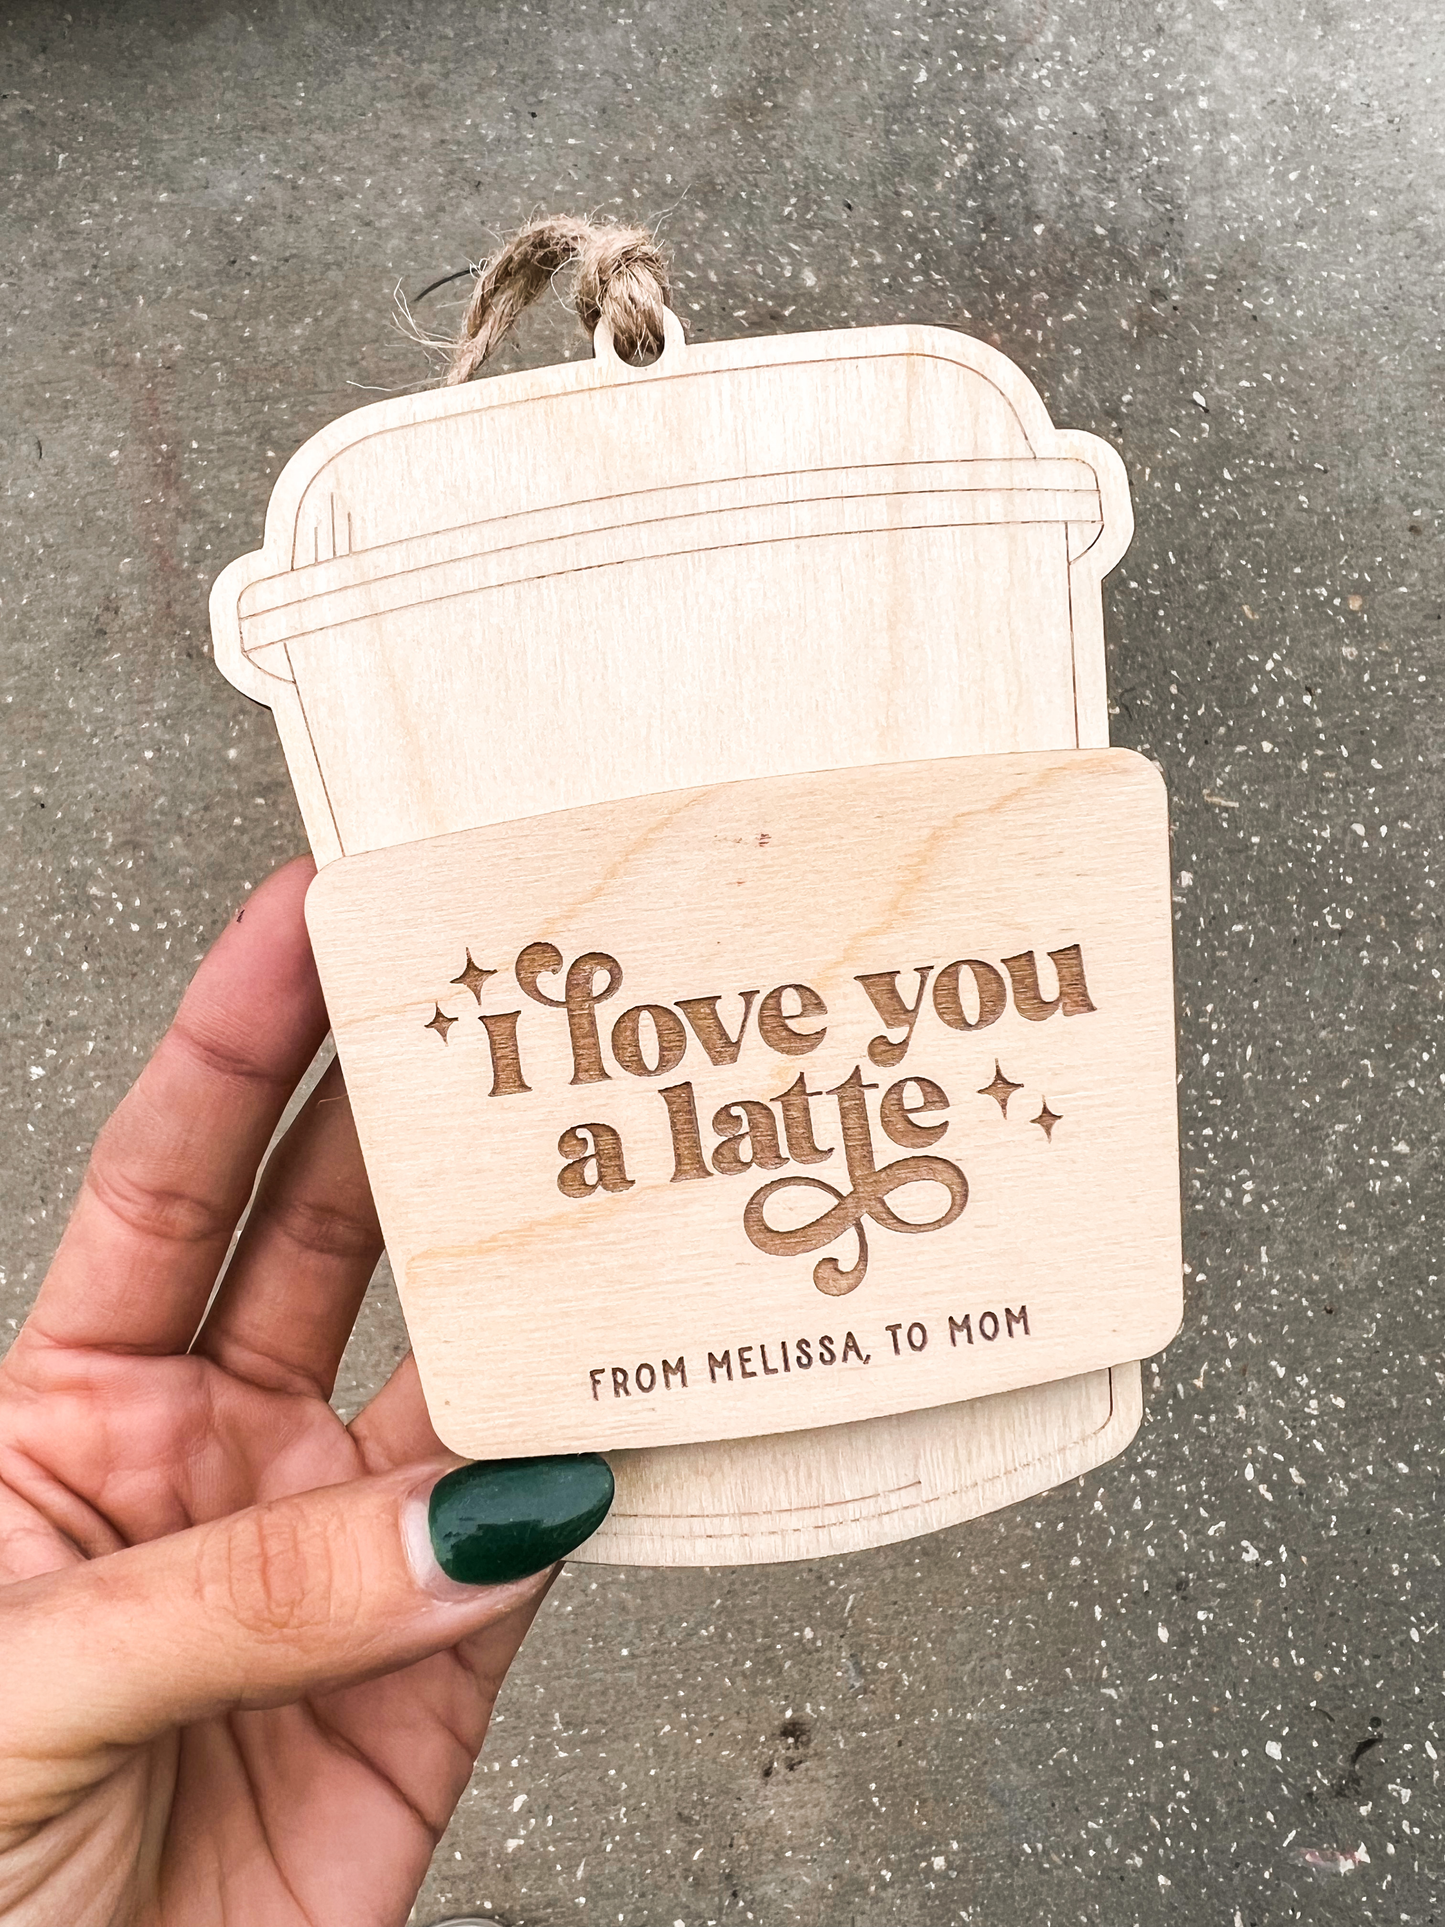 i love you
a latte
FROM MELISSA, TO MOM